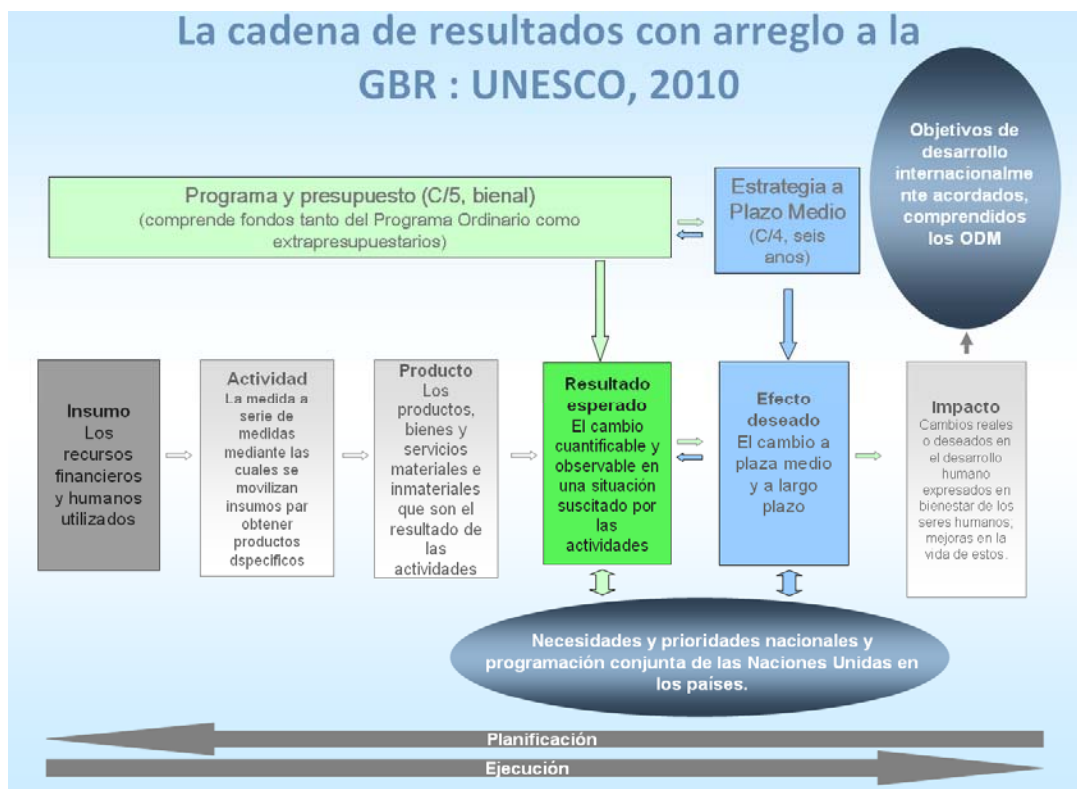 La cadena de resultados con arreglo a la
GBR : UNESCO, 2010
Objetivos de
desarrollo
internacionalme
nte acordados,
comprendidos
los ODM
Programa y presupuesto (C/5, bienal)
(comprende fondos tanto del Programa Ordinario como
extrapresupuestarios)
Estrategia a
Plazo Medio
(C/4, seis
anos)
Insumo
Los
recursos
financieros
y humanos
utilizados
Actividad
La medida a
serie de
medidas
mediante las
cuales se
movilizan
insumos par
obtener
productos
dspecificos
Producto
Los
productos,
bienes y
servicios
materiales e
inmateriales
que son el
resultado de
las
actividades
Resultado
esperado
El cambio
cuantificable y
observable en
una situación
suscitado por
las
actividades
Efecto
deseado
El cambio a
plaza medio
y a largo
plazo
Impacto
Cambios reales
o deseados en
el desarrollo
humano
expresados en
bienestar de los
seres humanos;
mejoras en la
vida de estos.
Necesidades y prioridades nacionales y
programación conjunta de las Naciones Unidas en
los países.
Planificación
Ejecución